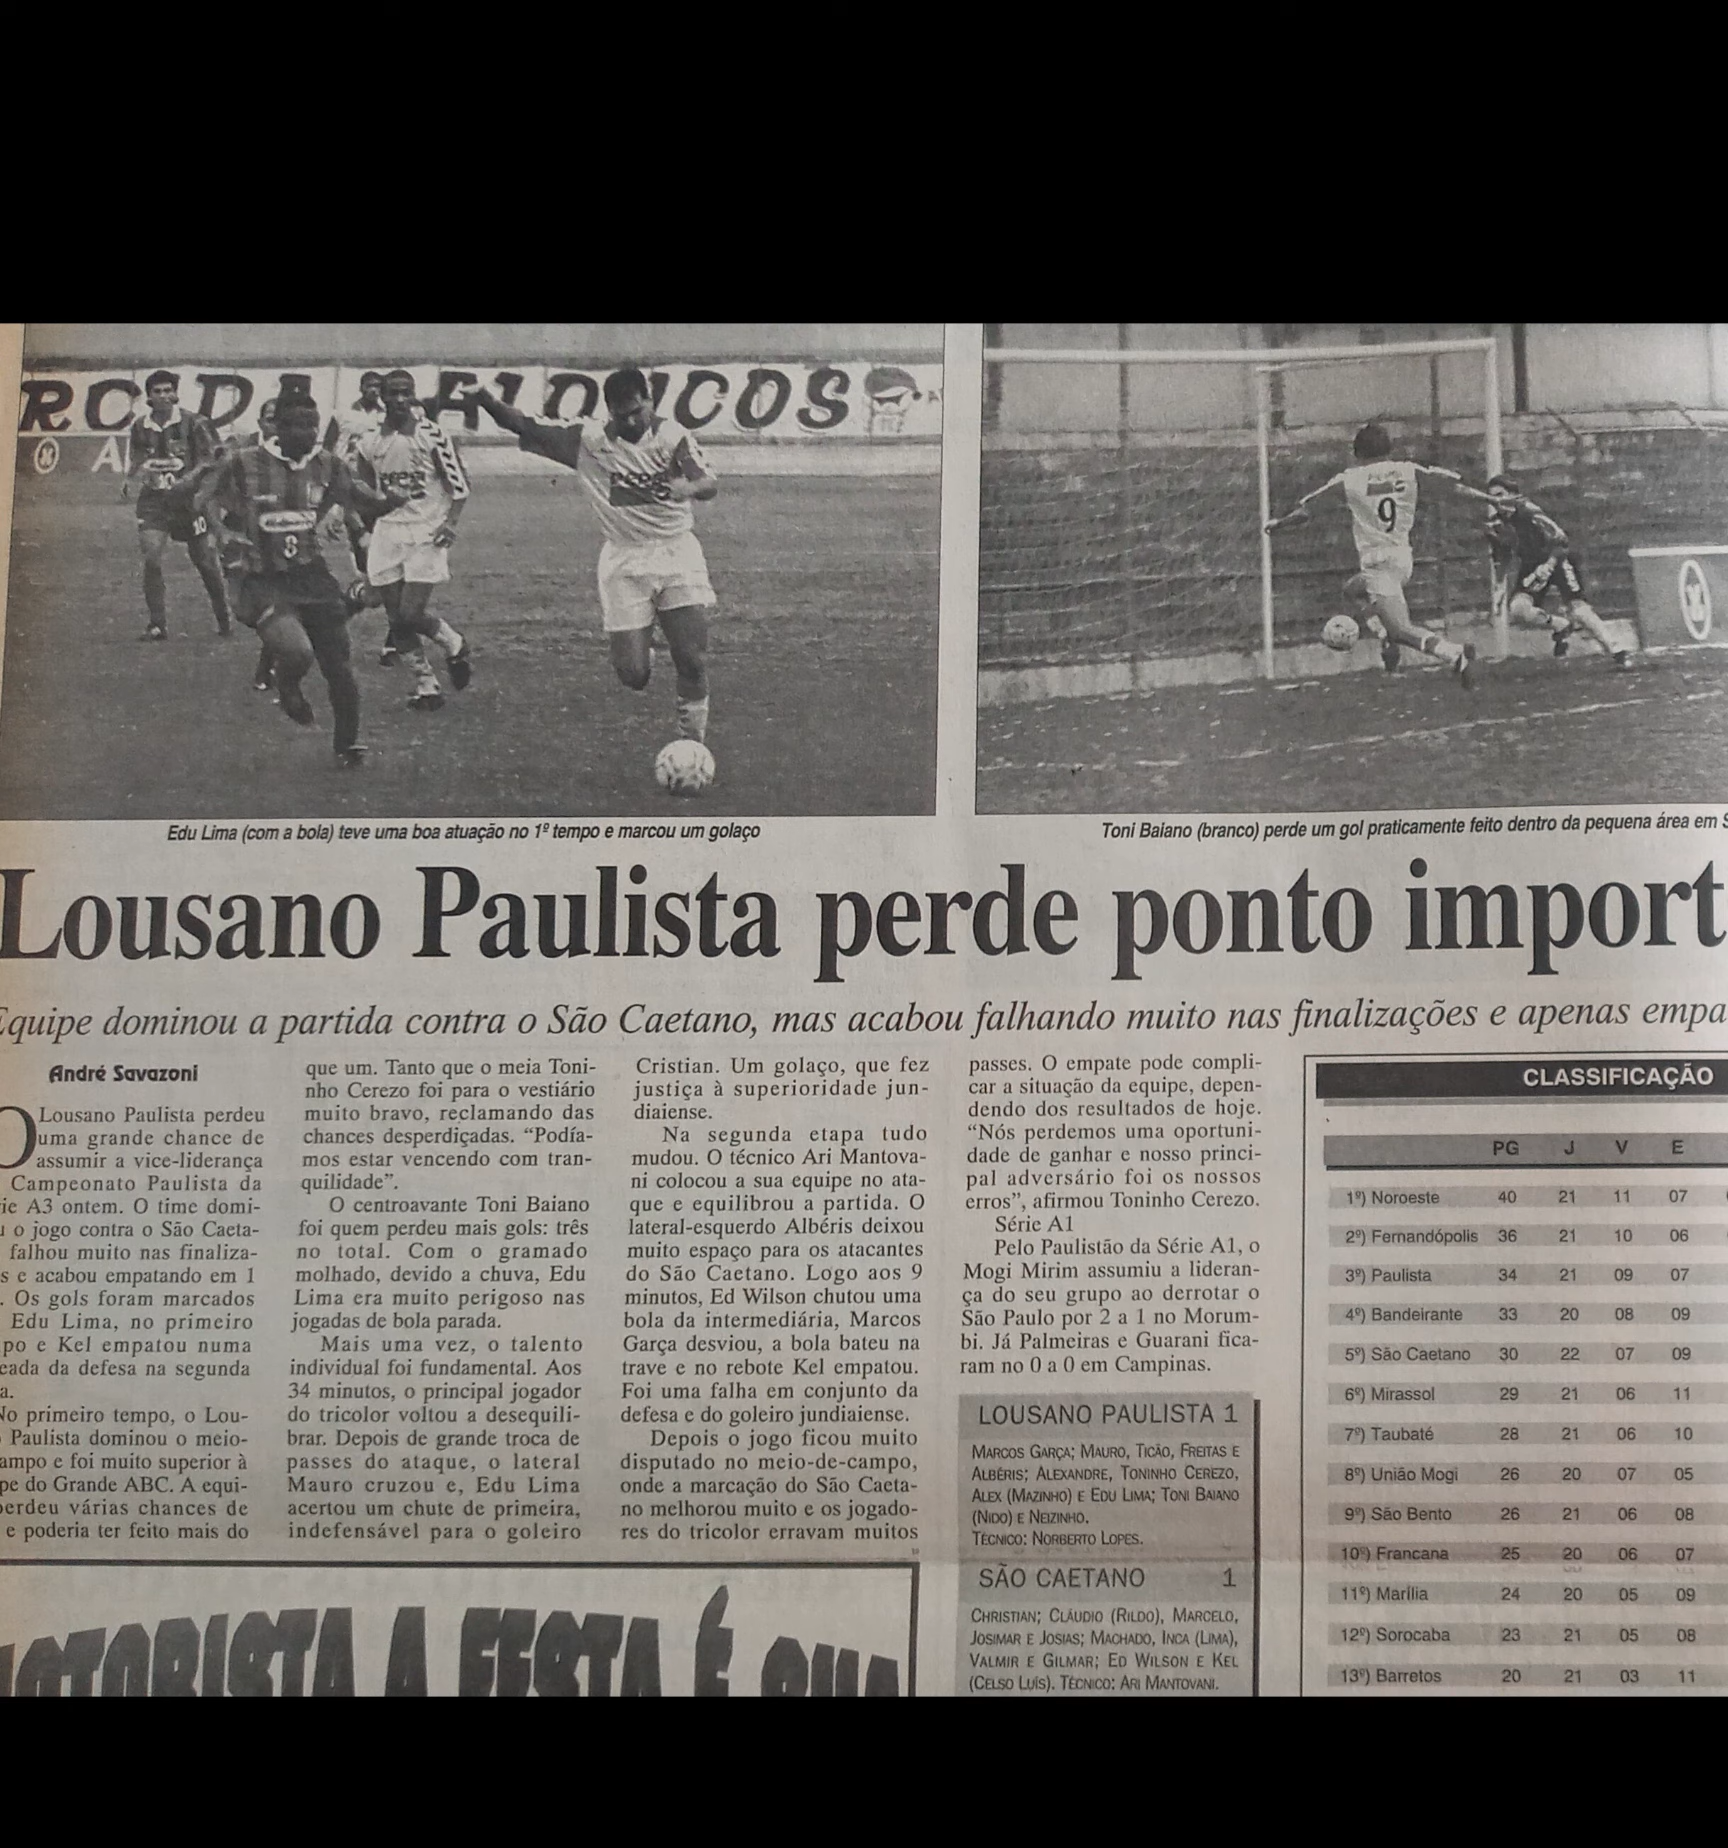 COS
10
10
8
9
Edu Lima (com a bola) teve uma boa atuação no 1º tempo e marcou um golaço
Toni Baiano (branco) perde um gol praticamente feito dentro da pequena área em S
Lousano Paulista perde ponto import
Equipe dominou a partida contra o São Caetano, mas acabou falhando muito nas finalizações e apenas empa
André Savazoni
O Lousano Paulista perdeu
uma grande chance de
assumir a vice-liderança
Campeonato Paulista da
rie A3 ontem. O time domi-
u o jogo contra o São Caeta-
falhou muito nas finaliza-
s e acabou empatando em 1
. Os gols foram marcados
Edu Lima, no primeiro
po e Kel empatou numa
eada da defesa na segunda
a.
No primeiro tempo, o Lou-
Paulista dominou o meio-
ampo e foi muito superior à
pe do Grande ABC. A equi-
perdeu várias chances de
e poderia ter feito mais do
que um. Tanto que o meia Toni-
nho Cerezo foi para o vestiário
muito bravo, reclamando das
chances desperdiçadas. “Podía-
mos estar vencendo com tran-
quilidade”.
O centroavante Toni Baiano
foi quem perdeu mais gols: três
no total. Com o gramado
molhado, devido a chuva, Edu
Lima era muito perigoso nas
jogadas de bola parada.
Mais uma vez, o talento
individual foi fundamental. Aos
34 minutos, o principal jogador
do tricolor voltou a desequili-
brar. Depois de grande troca de
passes do ataque, o lateral
Mauro cruzou e, Edu Lima
acertou um chute de primeira,
indefensável para o goleiro
Cristian. Um golaço, que fez
justiça à superioridade jun-
diaiense.
Na segunda etapa tudo
mudou. O técnico Ari Mantova-
ni colocou a sua equipe no ata-
que e equilibrou a partida. O
lateral-esquerdo Albéris deixou
muito espaço para os atacantes
do São Caetano. Logo aos 9
minutos, Ed Wilson chutou uma
bola da intermediária, Marcos
Garça desviou, a bola bateu na
trave e no rebote Kel empatou.
Foi uma falha em conjunto da
defesa e do goleiro jundiaiense.
Depois o jogo ficou muito
disputado no meio-de-campo,
onde a marcação do São Caeta-
no melhorou muito e os jogado-
res do tricolor erravam muitos
passes. O empate pode compli-
car a situação da equipe, depen-
dendo dos resultados de hoje.
“Nós perdemos uma oportuni-
dade de ganhar e nosso princi-
pal adversário foi os nossos
erros”, afirmou Toninho Cerezo.
Série A1
Pelo Paulistão da Série A1, o
Mogi Mirim assumiu a lideran-
ça do seu grupo ao derrotar o
São Paulo por 2 a 1 no Morum-
bi. Já Palmeiras e Guarani fica-
ram no 0 a 0 em Campinas.
LOUSANO PAULISTA 1
MARCOS GARÇA; MAURO, TICÃO, FREITAS E
ALBÉRIS; ALEXANDRE, TONINHO CEREZO,
ALEX (MAZINHO) E EDU LIMA; TONI BAIANO
(NIDO) E NEIZINHO.
TÉCNICO: NORBERTO LOPES.
SÃO CAETANO 1
CHRISTIAN; CLÁUDIO (RILDO), MARCELO,
JOSIMAR E JOSIAS; MACHADO, INCA (LIMA),
VALMIR E GILMAR; ED WILSON E KEL
(CELSO LUÍS). TÉCNICO: ARI MANTOVANI.
CLASSIFICAÇÃO
PG J V E
1º) Noroeste 40 21 11 07
2º) Fernandópolis 36 21 10 06
3º) Paulista 34 21 09 07
4º) Bandeirante 33 20 08 09
5º) São Caetano 30 22 07 09
6º) Mirassol 29 21 06 11
7º) Taubaté 28 21 06 10
8º) União Mogi 26 20 07 05
9º) São Bento 26 21 06 08
10º) Francana 25 20 06 07
11º) Marília 24 20 05 09
12º) Sorocaba 23 21 05 08
13º) Barretos 20 21 03 11
MOTORISTA A FESTA É SUA